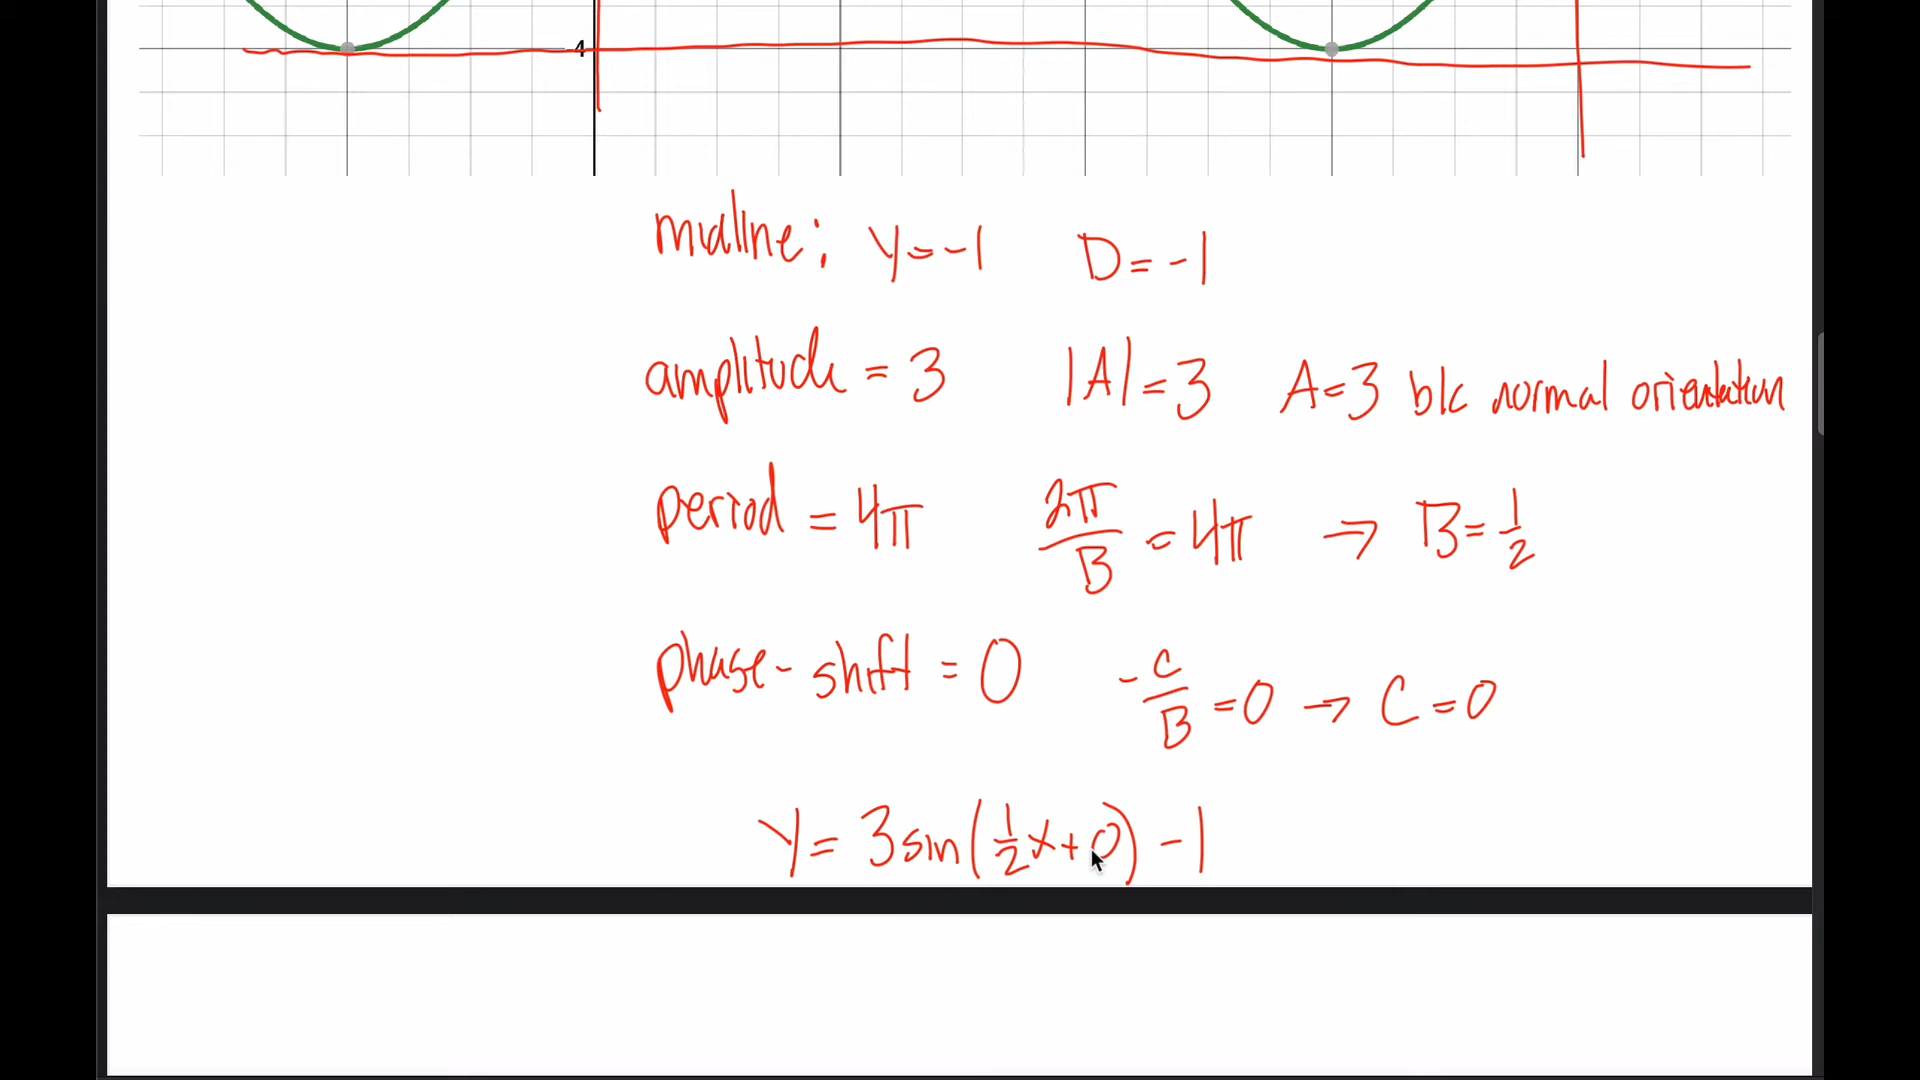 -4
midline: y=-1 D=-1
amplitude = 3 |A|=3 A=3 b/c normal orientation
period = 4π 2π/B = 4π → B=1/2
phase-shift = 0 -C/B = 0 → C=0
y= 3sin(1/2x+0)-1